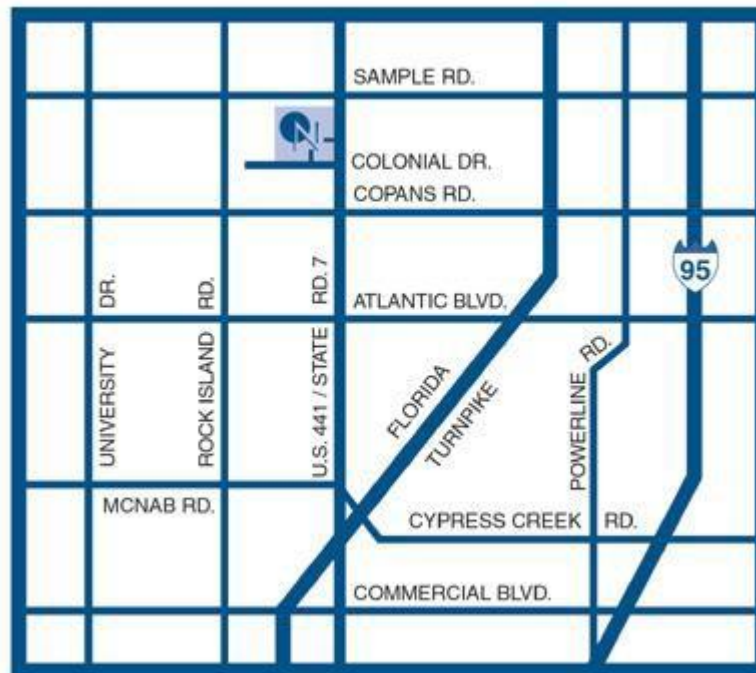 SAMPLE RD.
N
COLONIAL DR.
COPANS RD.
95
UNIVERSITY DR.
ROCK ISLAND RD.
U.S. 441 / STATE RD. 7
ATLANTIC BLVD.
FLORIDA
TURNPIKE
POWERLINE RD.
MCNAB RD.
CYPRESS CREEK RD.
COMMERCIAL BLVD.